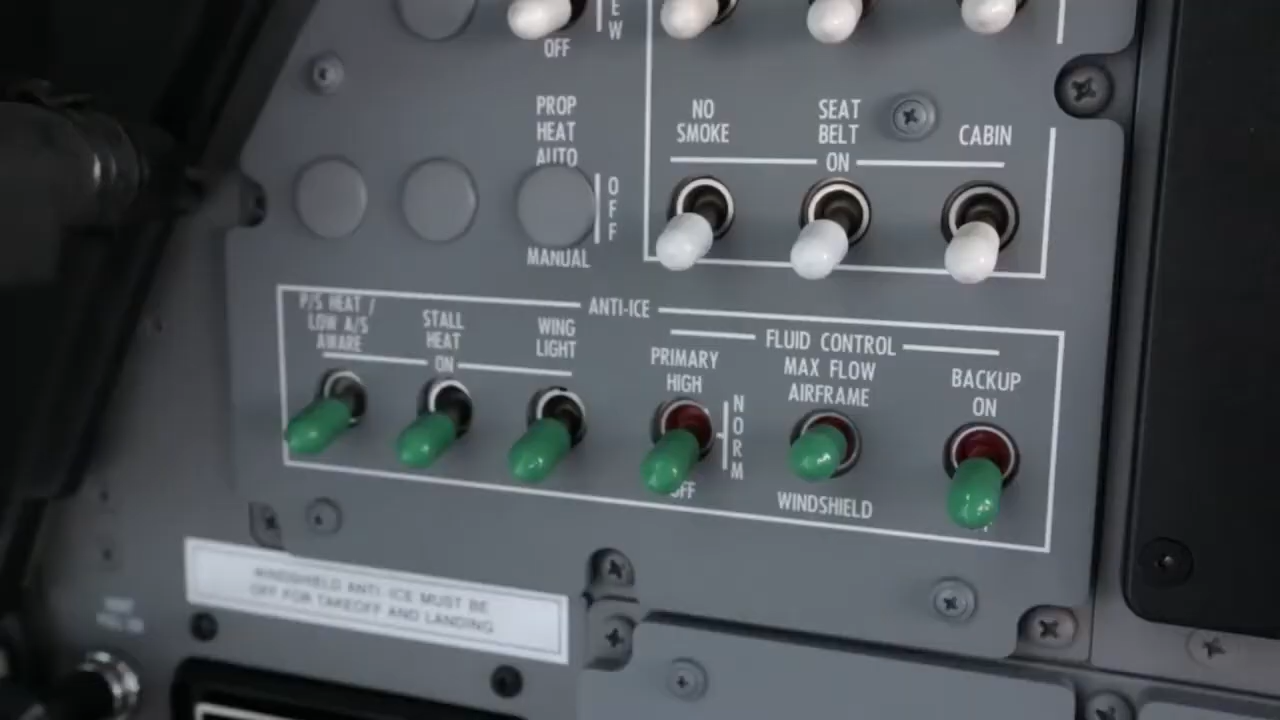 E
W
OFF
PROP
HEAT
AUTO
OFF
MANUAL
NO
SMOKE
SEAT
BELT
ON
CABIN
ANTI-ICE
P/S HEAT /
LOW A/S
AWARE
STALL
HEAT
ON
WING
LIGHT
FLUID CONTROL
PRIMARY
HIGH
NORM
OFF
MAX FLOW
AIRFRAME
WINDSHIELD
BACKUP
ON
WINDSHIELD ANTI-ICE MUST BE
OFF FOR TAKEOFF AND LANDING